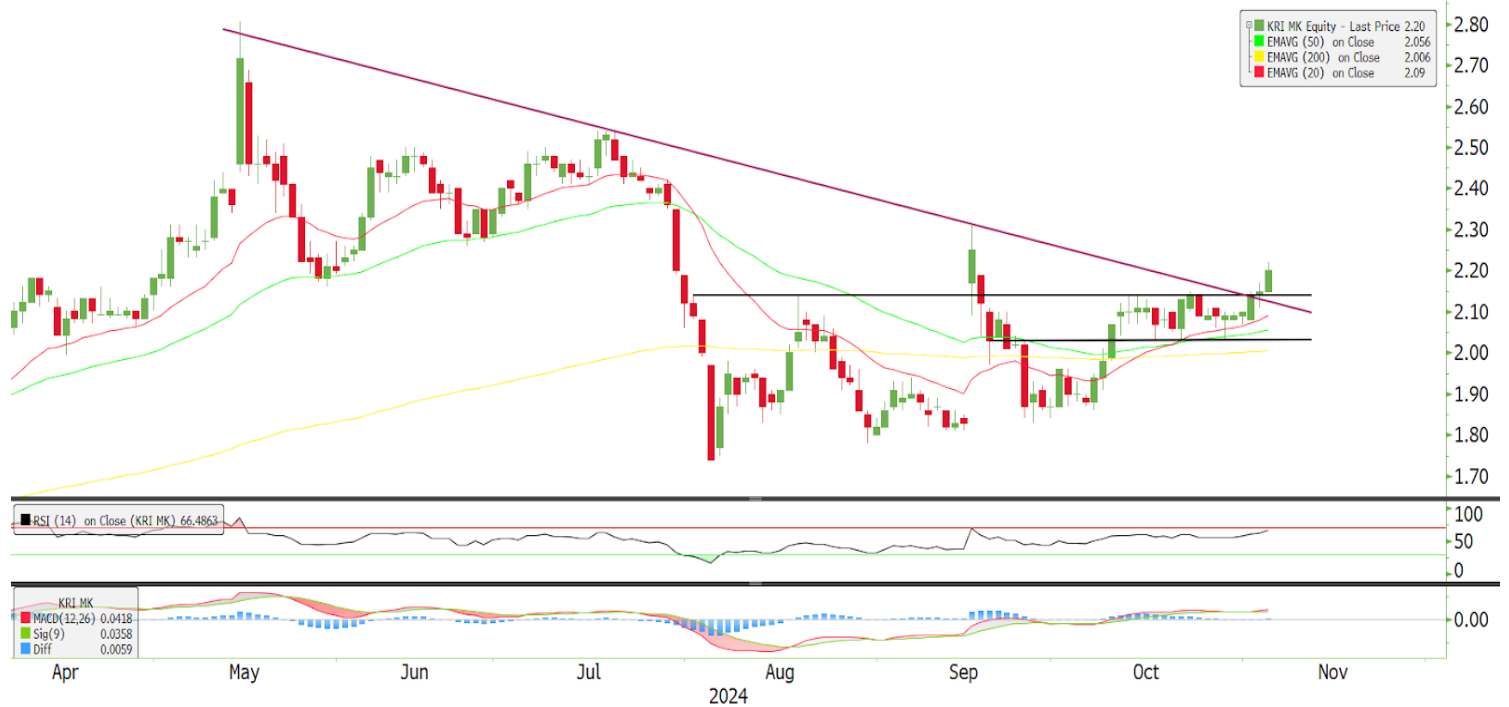 KRI MK Equity - Last Price 2.20
EMAVG (50) on Close 2.056
EMAVG (200) on Close 2.006
EMAVG (20) on Close 2.09
2.80
2.70
2.60
2.50
2.40
2.30
2.20
2.10
2.00
1.90
1.80
1.70
RSI (14) on Close (KRI MK) 66.4863
100
50
0
KRI MK
MACD(12,26) 0.0418
Sig(9) 0.0358
Diff 0.0059
0.00
Apr May Jun Jul Aug Sep Oct Nov
2024